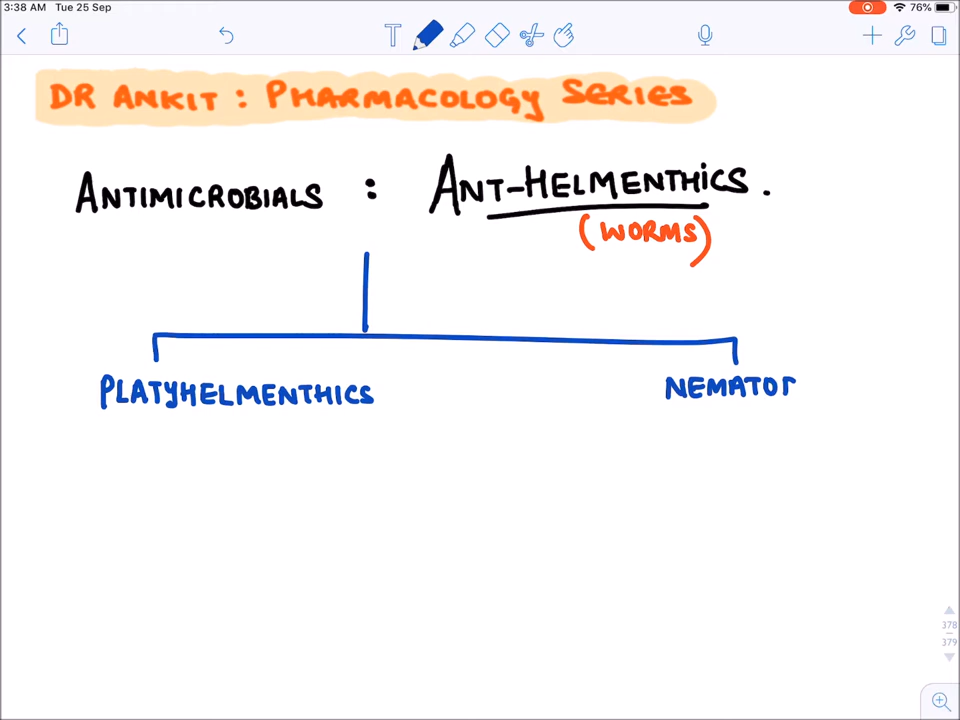 3:38 AM Tue 25 Sep 76%
T
DR ANKIT : PHARMACOLOGY SERIES
ANTIMICROBIALS : ANT-HELMENTHICS .
(WORMS)
PLATYHELMENTHICS NEMATOR
378
379